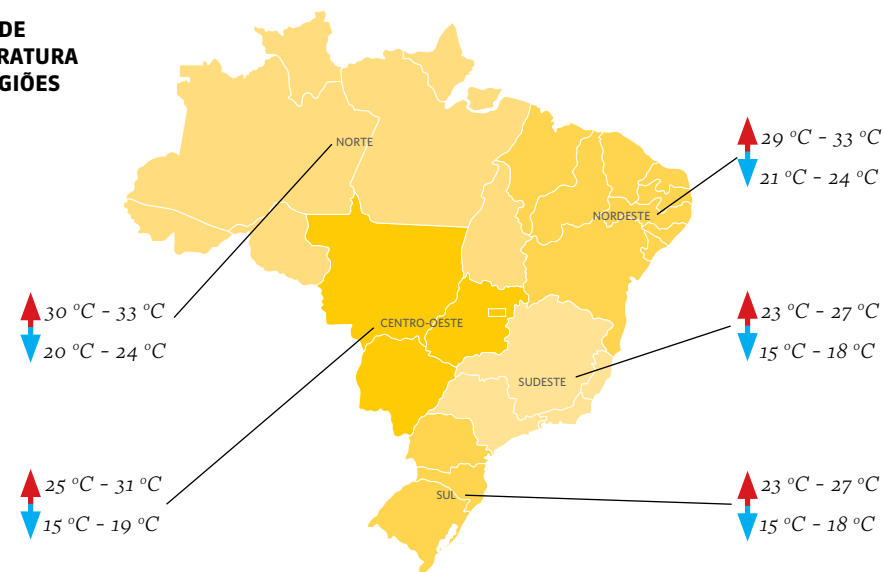 DE
RATURA
GIÕES
NORTE
29 °C - 33 °C
21 °C - 24 °C
NORDESTE
30 °C - 33 °C
20 °C - 24 °C
CENTRO-OESTE
23 °C - 27 °C
15 °C - 18 °C
SUDESTE
25 °C - 31 °C
15 °C - 19 °C
SUL
23 °C - 27 °C
15 °C - 18 °C